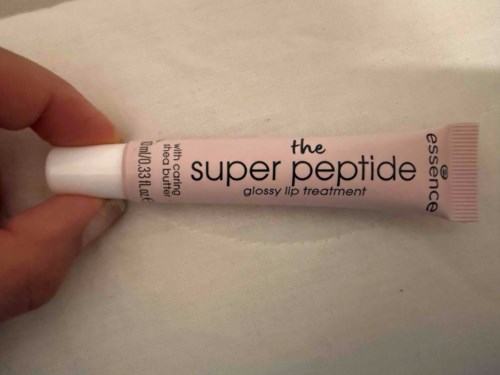 the
super peptide
glossy lip treatment
with caring
shea butter
10ml/0.33 fl.oz
essence